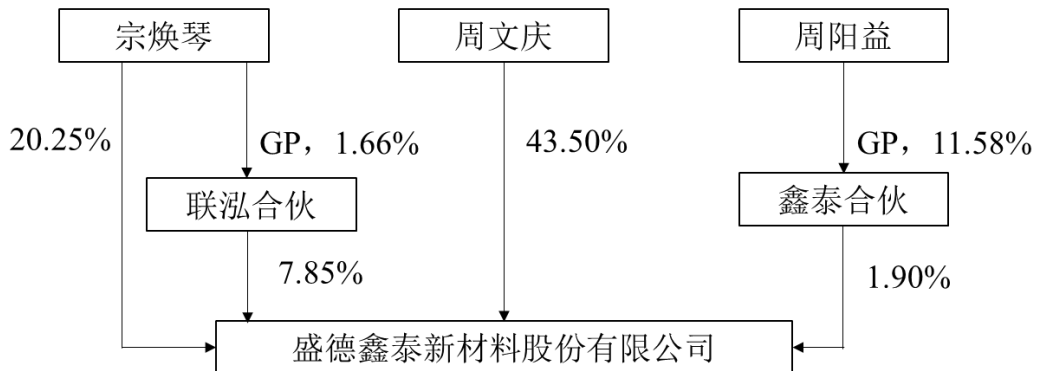 宗焕琴
周文庆
周阳益
20.25%
GP，1.66%
43.50%
GP，11.58%
联泓合伙
鑫泰合伙
7.85%
1.90%
盛德鑫泰新材料股份有限公司